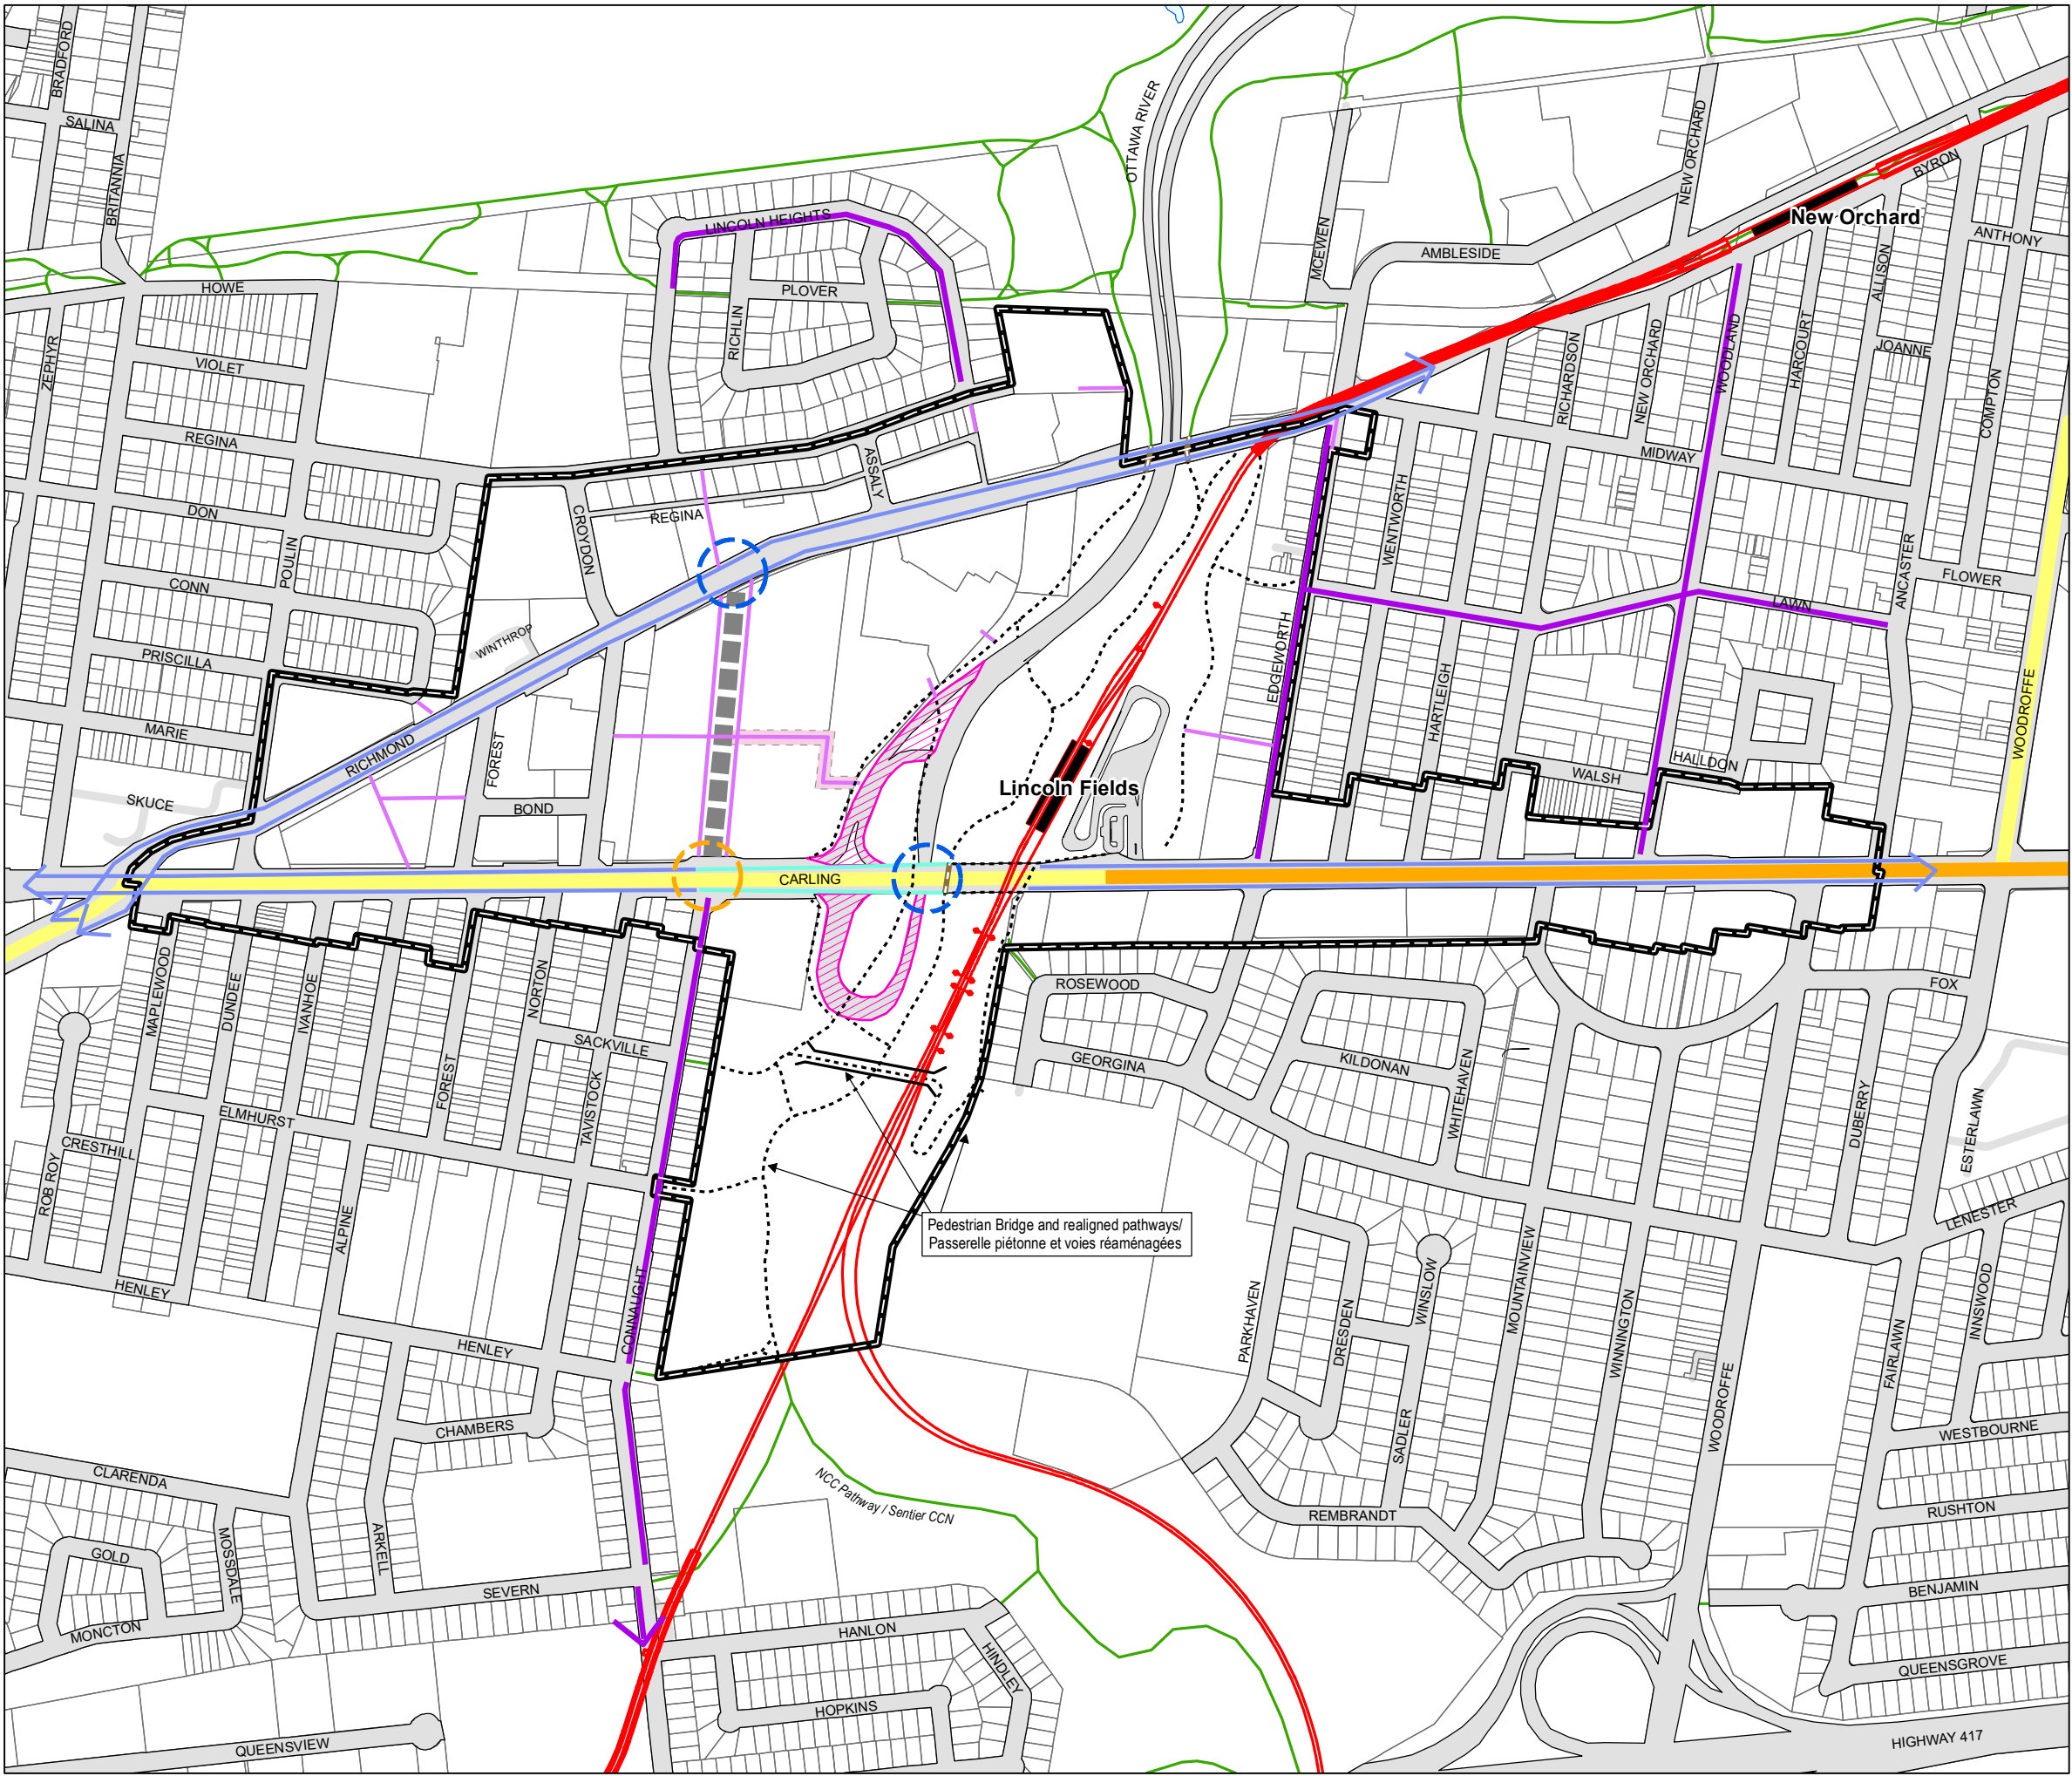 BRADFORD
SALINA
BRITANNIA
OTTAWA RIVER
NEW ORCHARD
BYRON
New Orchard
LINCOLN HEIGHTS
MCEWEN
AMBLESIDE
ALLISON
ANTHONY
HOWE
PLOVER
RICHLIN
ZEPHYR
VIOLET
RICHARDSON
NEW ORCHARD
WOODLAND
HARCOURT
JOANNE
COMPTON
REGINA
MIDWAY
ASSALY
WENTWORTH
DON
CROYDON
REGINA
POULIN
CONN
ANCASTER
FLOWER
LAWN
WINTHROP
PRISCILLA
EDGEWORTH
HARTLEIGH
WOODROFFE
MARIE
RICHMOND
FOREST
HALLDON
WALSH
SKUCE
BOND
Lincoln Fields
CARLING
MAPLEWOOD
DUNDEE
IVANHOE
NORTON
ROSEWOOD
FOX
SACKVILLE
GEORGINA
KILDONAN
WHITEHAVEN
FOREST
TAVISTOCK
ELMHURST
DUBERRY
ESTERLAWN
CRESTHILL
ROB ROY
ALPINE
Pedestrian Bridge and realigned pathways/
Passerelle piétonne et voies réaménagées
LENESTER
HENLEY
CONNAUGHT
PARKHAVEN
DRESDEN
WINSLOW
MOUNTAINVIEW
WINNINGTON
INNSWOOD
FAIRLAWN
HENLEY
WOODROFFE
CHAMBERS
SADLER
WESTBOURNE
CLARENDA
NCC Pathway / Sentier CCN
REMBRANDT
RUSHTON
ARKELL
MOSSDALE
GOLD
SEVERN
BENJAMIN
MONCTON
HANLON
HINDLEY
QUEENSGROVE
HOPKINS
QUEENSVIEW
HIGHWAY 417